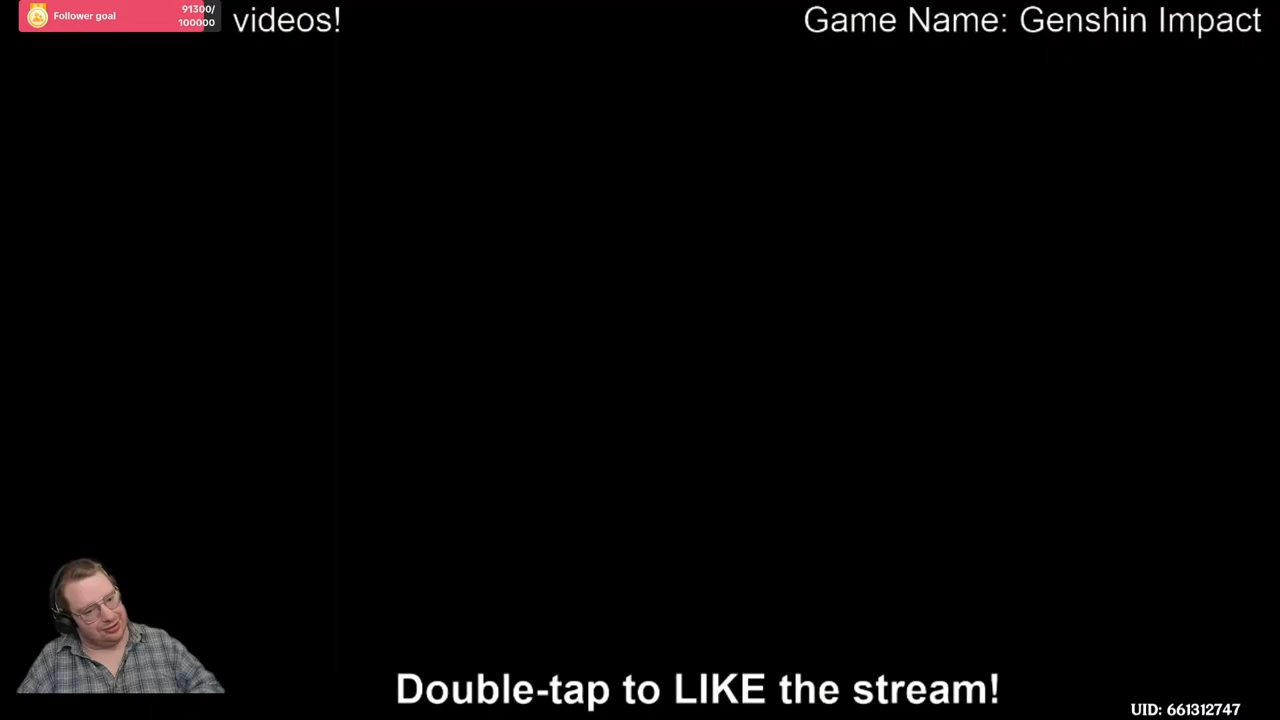 Follower goal
91300/
100000
videos!
Game Name: Genshin Impact
Double-tap to LIKE the stream!
UID: 661312747